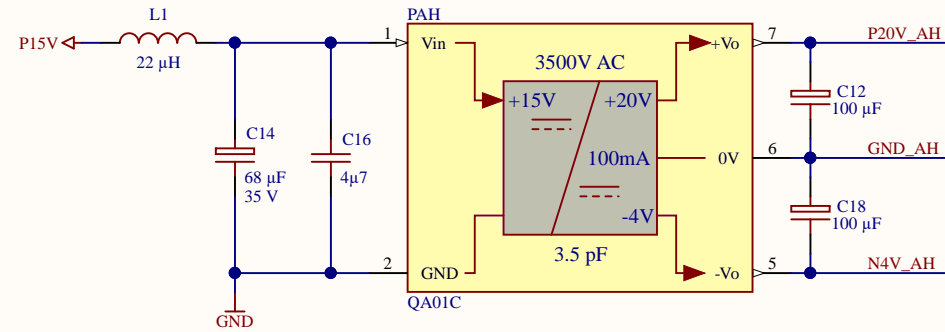 L1
P15V
22 µH
C14
68 µF
35 V
C16
4µ7
PAH
1
Vin
3500V AC
+15V
+20V
100mA
-4V
3.5 pF
2
GND
QA01C
GND
+Vo
7
P20V_AH
C12
100 µF
0V
6
GND_AH
C18
100 µF
-Vo
5
N4V_AH